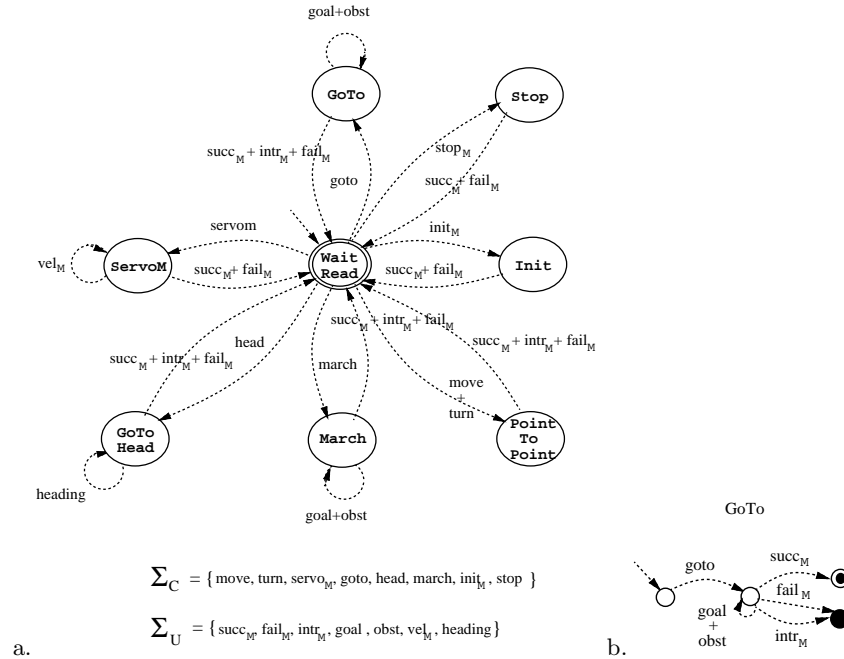 goal+obst
GoTo
Stop
succ_M + intr_M + fail_M
goto
stop_M
succ_M + fail_M
servom
vel_M
ServoM
succ_M + fail_M
Wait
Read
init_M
succ_M + fail_M
Init
succ_M + intr_M + fail_M
head
succ_M + intr_M + fail_M
march
succ_M + intr_M + fail_M
move
+
turn
GoTo
Head
heading
March
goal+obst
Point
To
Point
Σ_C = { move, turn, servo_M, goto, head, march, init_M, stop }
Σ_U = { succ_M, fail_M, intr_M, goal, obst, vel_M, heading}
a.
GoTo
goto
succ_M
fail_M
goal
+
obst
intr_M
b.